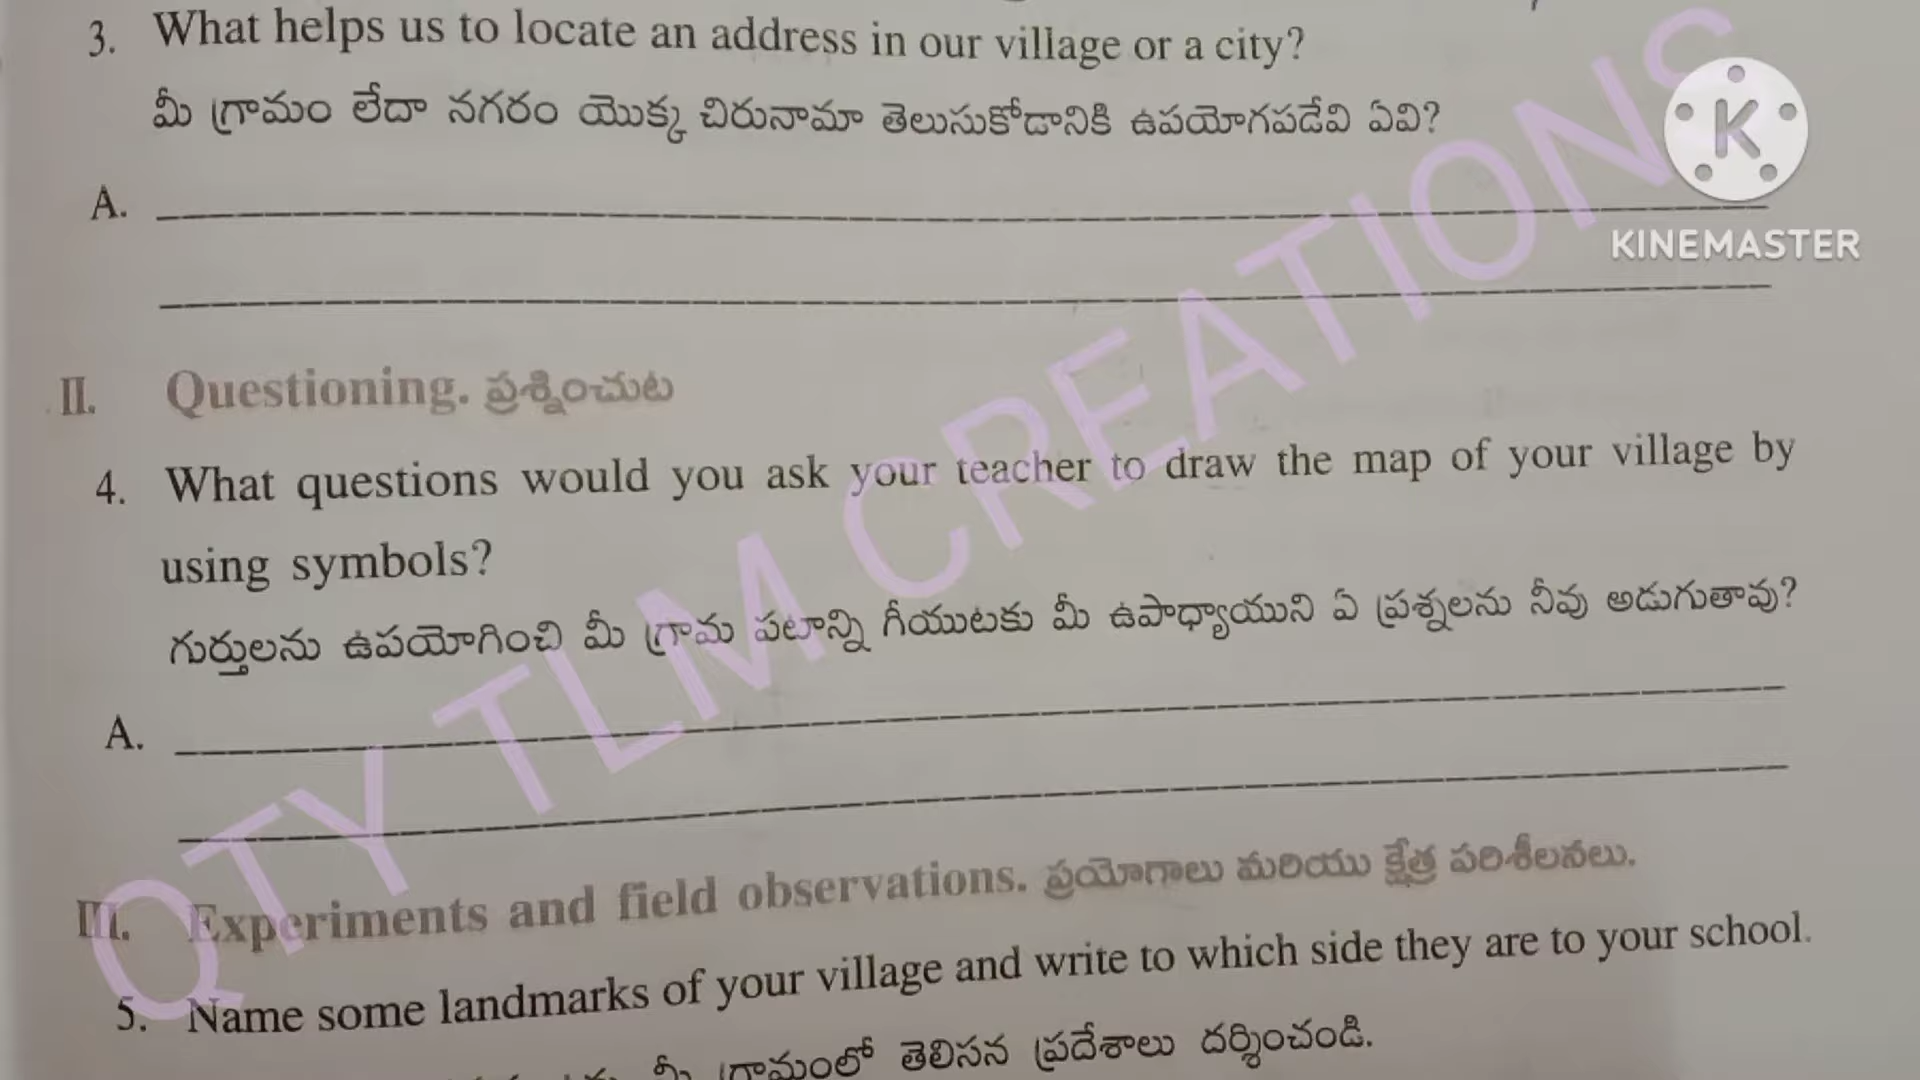 3. What helps us to locate an address in our village or a city?
మీ గ్రామం లేదా నగరం యొక్క చిరునామా తెలుసుకోడానికి ఉపయోగపడేవి ఏవి?
K
KINEMASTER
A.
II. Questioning. ప్రశ్నించుట
4. What questions would you ask your teacher to draw the map of your village by
using symbols?
గుర్తులను ఉపయోగించి మీ గ్రామ పటాన్ని గీయుటకు మీ ఉపాధ్యాయుని ఏ ప్రశ్నలను నీవు అడుగుతావు?
A.
QTY TLM CREATIONS
III. Experiments and field observations. ప్రయోగాలు మరియు క్షేత్ర పరిశీలనలు.
5. Name some landmarks of your village and write to which side they are to your school.
మీ గ్రామంలో తెలిసిన ప్రదేశాలు దర్శించండి.